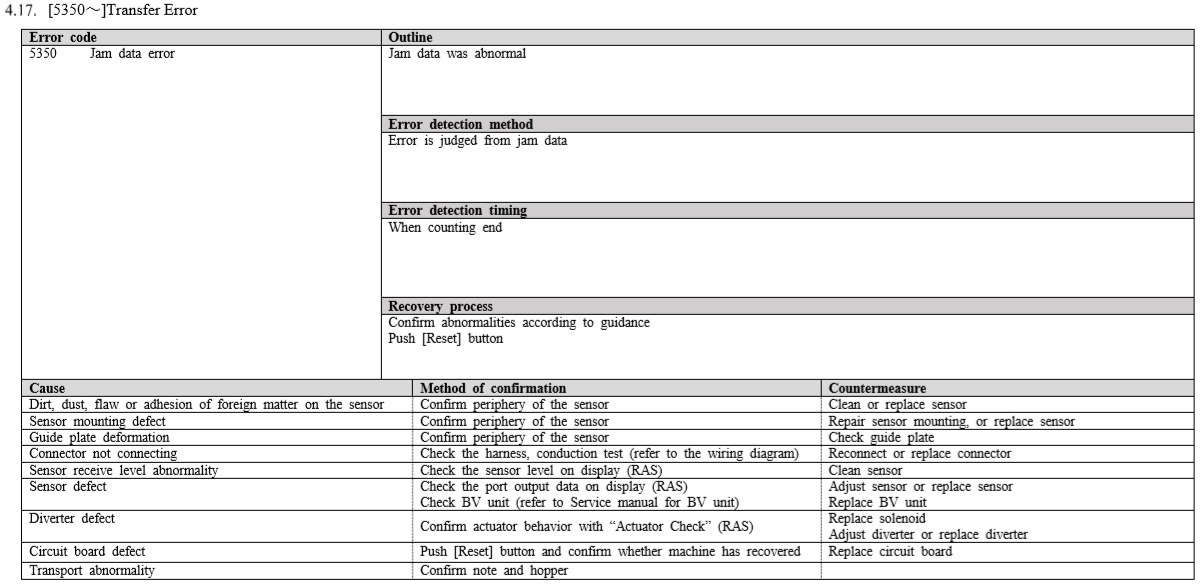 4.17. [5350～]Transfer Error
Error code Outline
5350 Jam data error Jam data was abnormal
Error detection method
Error is judged from jam data
Error detection timing
When counting end
Recovery process
Confirm abnormalities according to guidance
Push [Reset] button
Cause Method of confirmation Countermeasure
Dirt, dust, flaw or adhesion of foreign matter on the sensor Confirm periphery of the sensor Clean or replace sensor
Sensor mounting defect Confirm periphery of the sensor Repair sensor mounting, or replace sensor
Guide plate deformation Confirm periphery of the sensor Check guide plate
Connector not connecting Check the harness, conduction test (refer to the wiring diagram) Reconnect or replace connector
Sensor receive level abnormality Check the sensor level on display (RAS) Clean sensor
Sensor defect Check the port output data on display (RAS) Adjust sensor or replace sensor
Check BV unit (refer to Service manual for BV unit) Replace BV unit
Diverter defect Confirm actuator behavior with “Actuator Check” (RAS) Replace solenoid
Adjust diverter or replace diverter
Circuit board defect Push [Reset] button and confirm whether machine has recovered Replace circuit board
Transport abnormality Confirm note and hopper